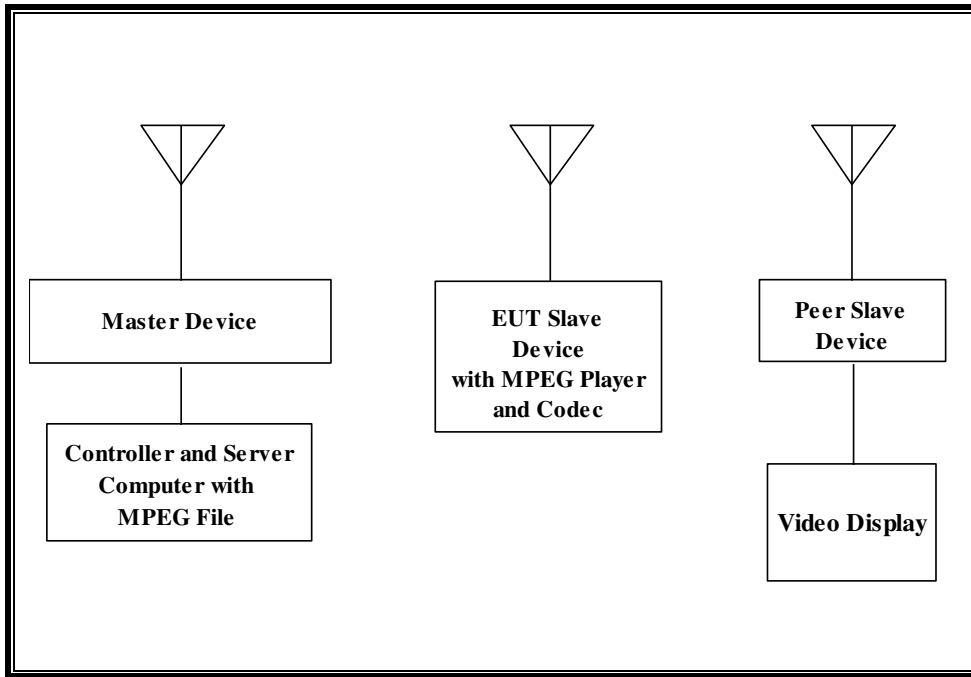 Master Device
Controller and Server
Computer with
MPEG File
EUT Slave
Device
with MPEG Player
and Codec
Peer Slave
Device
Video Display